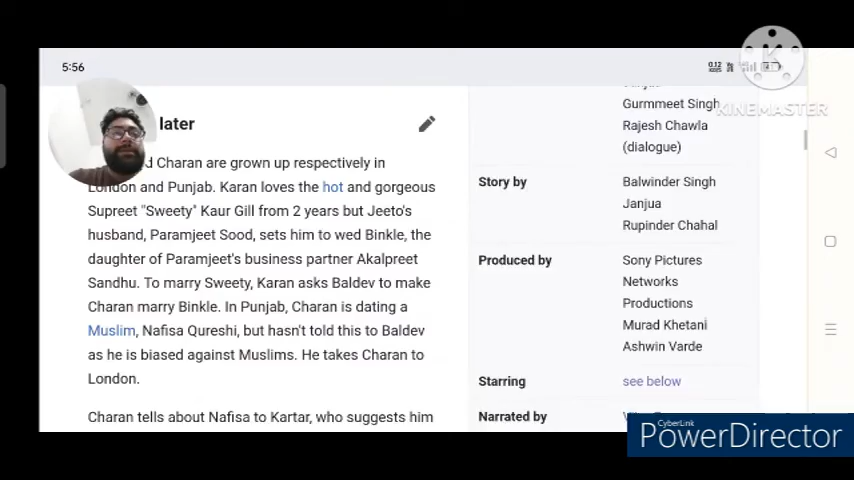 5:56
KINEMASTER
later
d Charan are grown up respectively in
London and Punjab. Karan loves the hot and gorgeous
Supreet "Sweety" Kaur Gill from 2 years but Jeeto's
husband, Paramjeet Sood, sets him to wed Binkle, the
daughter of Paramjeet's business partner Akalpreet
Sandhu. To marry Sweety, Karan asks Baldev to make
Charan marry Binkle. In Punjab, Charan is dating a
Muslim, Nafisa Qureshi, but hasn't told this to Baldev
as he is biased against Muslims. He takes Charan to
London.
Charan tells about Nafisa to Kartar, who suggests him
Gurmmeet Singh
Rajesh Chawla
(dialogue)
Story by
Balwinder Singh
Janjua
Rupinder Chahal
Produced by
Sony Pictures
Networks
Productions
Murad Khetani
Ashwin Varde
Starring
see below
Narrated by
CyberLink
PowerDirector